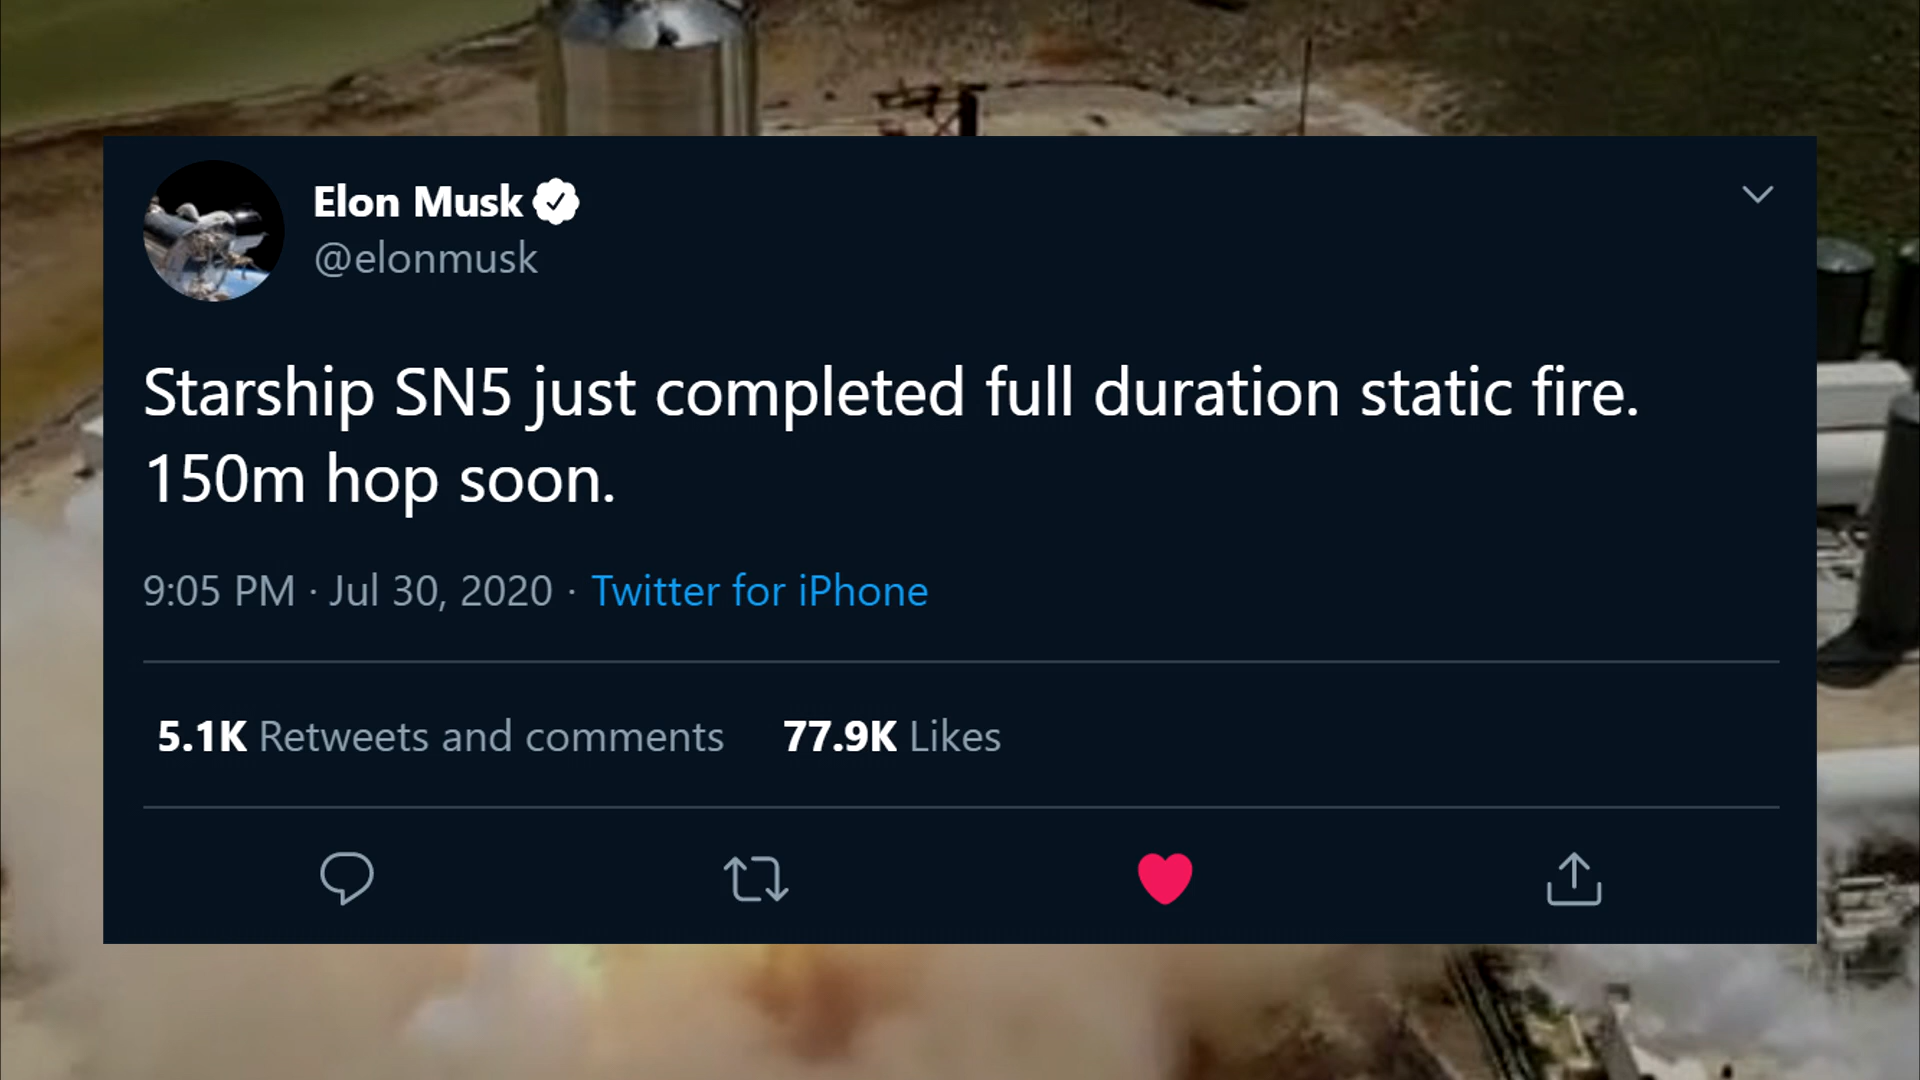 Elon Musk
@elonmusk
Starship SN5 just completed full duration static fire.
150m hop soon.
9:05 PM · Jul 30, 2020 · Twitter for iPhone
5.1K Retweets and comments 77.9K Likes